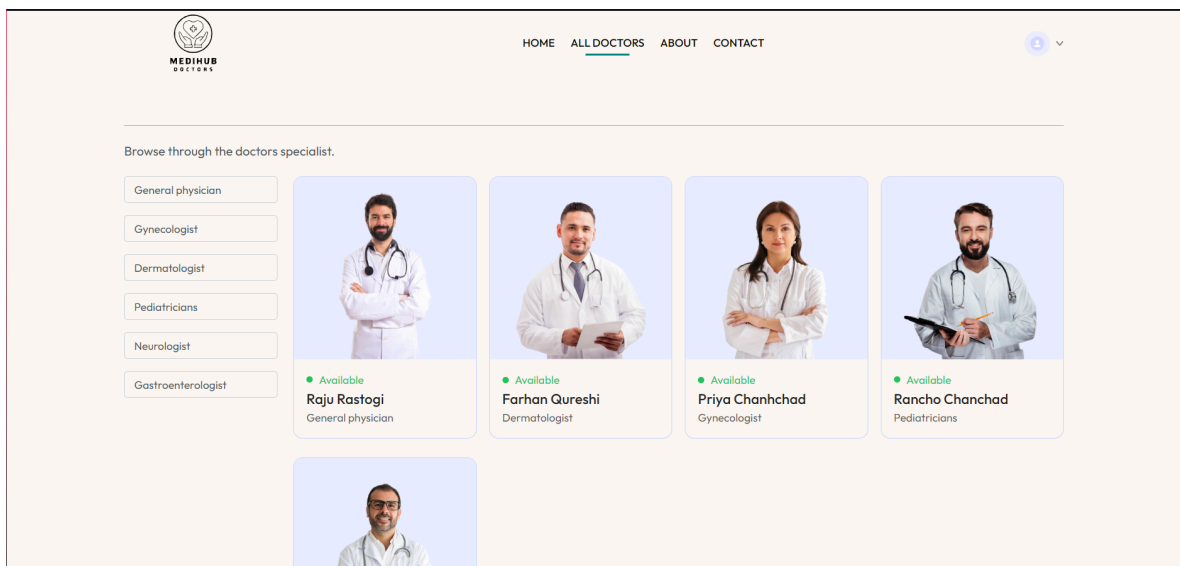 MEDIHUB
DOCTORS
HOME ALL DOCTORS ABOUT CONTACT
Browse through the doctors specialist.
General physician
Gynecologist
Dermatologist
Pediatricians
Neurologist
Gastroenterologist
Available
Raju Rastogi
General physician
Available
Farhan Qureshi
Dermatologist
Available
Priya Chanhchad
Gynecologist
Available
Rancho Chanchad
Pediatricians